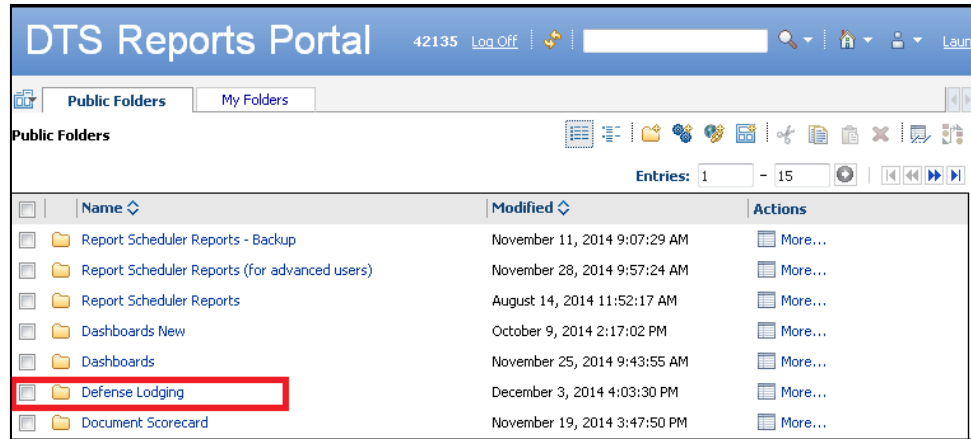 DTS Reports Portal 42135 Log Off Laun
Public Folders My Folders
Public Folders
Entries: 1 - 15
Name Modified Actions
Report Scheduler Reports - Backup November 11, 2014 9:07:29 AM More...
Report Scheduler Reports (for advanced users) November 28, 2014 9:57:24 AM More...
Report Scheduler Reports August 14, 2014 11:52:17 AM More...
Dashboards New October 9, 2014 2:17:02 PM More...
Dashboards November 25, 2014 9:43:55 AM More...
Defense Lodging December 3, 2014 4:03:30 PM More...
Document Scorecard November 19, 2014 3:47:50 PM More...